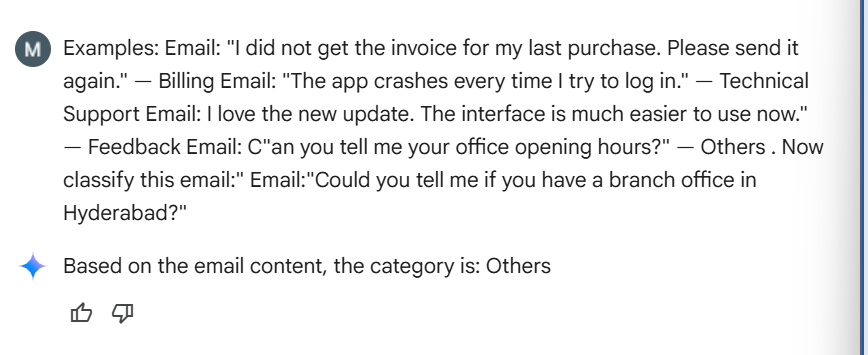 M
Examples: Email: "I did not get the invoice for my last purchase. Please send it
again." — Billing Email: "The app crashes every time I try to log in." — Technical
Support Email: I love the new update. The interface is much easier to use now."
— Feedback Email: C"an you tell me your office opening hours?" — Others . Now
classify this email:" Email:"Could you tell me if you have a branch office in
Hyderabad?"
Based on the email content, the category is: Others